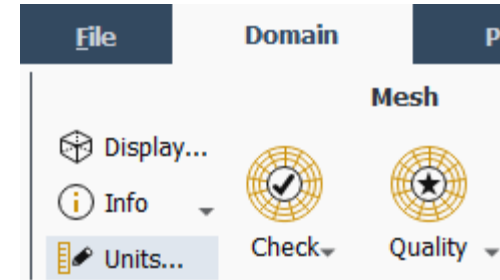 File Domain P
Mesh
Display...
Info
Units...
Check
Quality